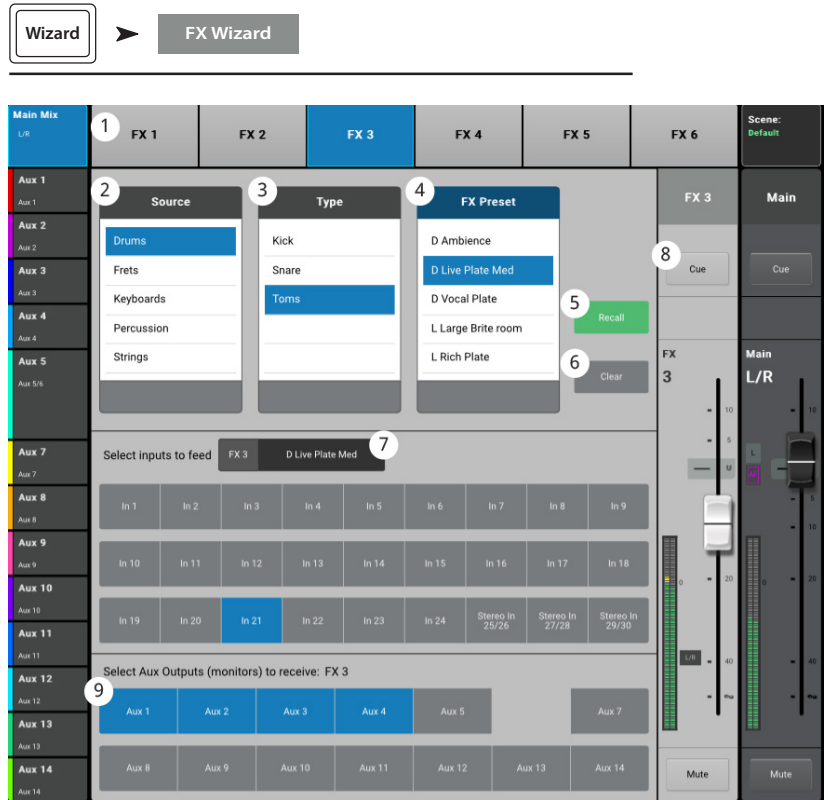 Wizard FX Wizard
Main Mix
L/R
1 FX 1 FX 2 FX 3 FX 4 FX 5 FX 6
Scene:
Default
Aux 1
Aux 1
Aux 2
Aux 2
Aux 3
Aux 3
Aux 4
Aux 4
Aux 5
Aux 5/6
Aux 7
Aux 7
Aux 8
Aux 8
Aux 9
Aux 9
Aux 10
Aux 10
Aux 11
Aux 11
Aux 12
Aux 12
Aux 13
Aux 13
Aux 14
Aux 14
2 Source
Drums
Frets
Keyboards
Percussion
Strings
3 Type
Kick
Snare
Toms
4 FX Preset
D Ambience
D Live Plate Med
D Vocal Plate
L Large Brite room
L Rich Plate
5 Recall
6 Clear
Select inputs to feed FX 3 D Live Plate Med 7
In 1 In 2 In 3 In 4 In 5 In 6 In 7 In 8 In 9
In 10 In 11 In 12 In 13 In 14 In 15 In 16 In 17 In 18
In 19 In 20 In 21 In 22 In 23 In 24 Stereo In 25/26 Stereo In 27/28 Stereo In 29/30
Select Aux Outputs (monitors) to receive: FX 3
9 Aux 1 Aux 2 Aux 3 Aux 4 Aux 5 Aux 7
Aux 8 Aux 9 Aux 10 Aux 11 Aux 12 Aux 13 Aux 14
FX 3
8 Cue
FX
3
10
5
U
0
20
L/R
40
∞
Mute
Main
Cue
Main
L/R
10
L
M
5
10
0
20
40
∞
Mute